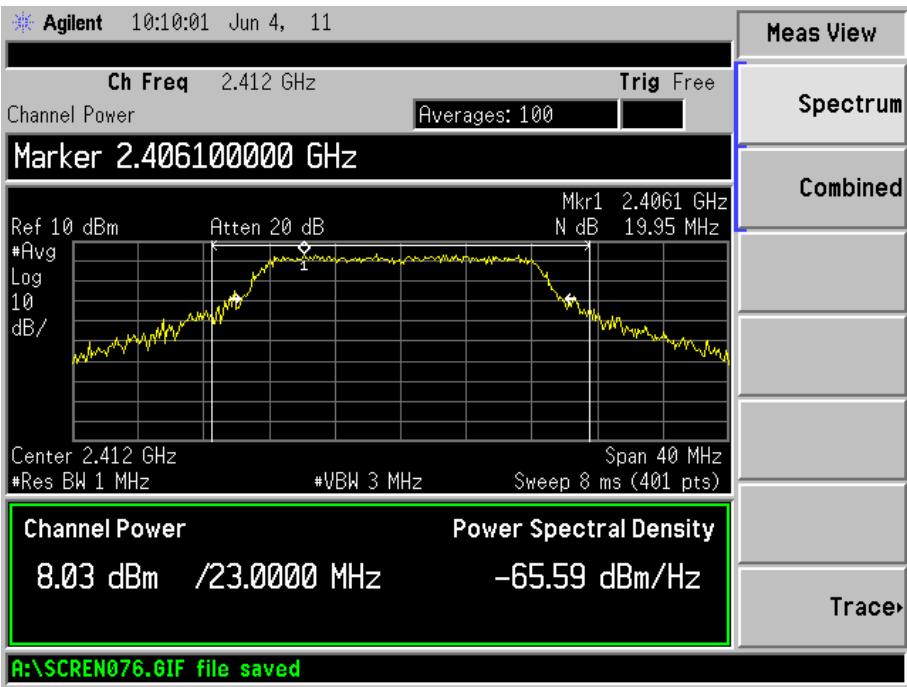 Agilent 10:10:01 Jun 4, 11
Meas View
Ch Freq 2.412 GHz Trig Free
Channel Power Averages: 100
Spectrum
Marker 2.406100000 GHz
Combined
Mkr1 2.4061 GHz
Ref 10 dBm Atten 20 dB N dB 19.95 MHz
#Avg
Log
10
dB/
1
Center 2.412 GHz Span 40 MHz
#Res BW 1 MHz #VBW 3 MHz Sweep 8 ms (401 pts)
Channel Power Power Spectral Density
8.03 dBm /23.0000 MHz -65.59 dBm/Hz
Trace
A:\SCREN076.GIF file saved